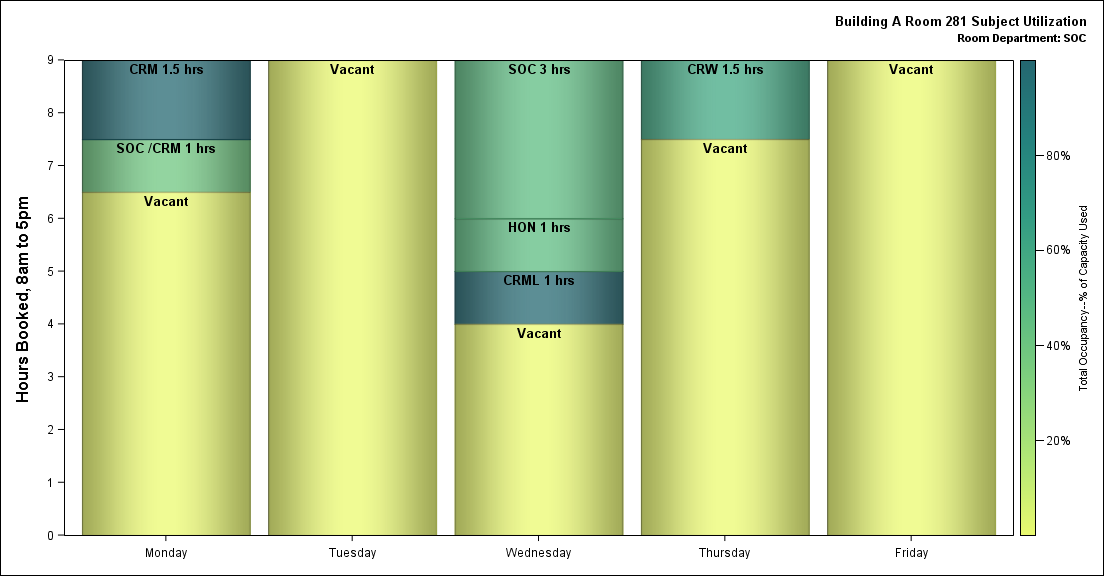 Building A Room 281 Subject Utilization
Room Department: SOC
Hours Booked, 8am to 5pm
9
8
7
6
5
4
3
2
1
0
CRM 1.5 hrs
SOC /CRM 1 hrs
Vacant
Vacant
SOC 3 hrs
HON 1 hrs
CRML 1 hrs
Vacant
CRW 1.5 hrs
Vacant
Vacant
Monday
Tuesday
Wednesday
Thursday
Friday
80%
60%
40%
20%
Total Occupancy--% of Capacity Used